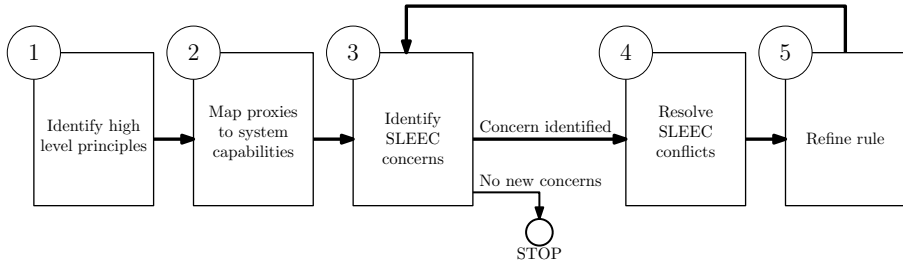 1
Identify high
level principles
2
Map proxies
to system
capabilities
3
Identify
SLEEC
concerns
Concern identified
No new concerns
STOP
4
Resolve
SLEEC
conflicts
5
Refine rule